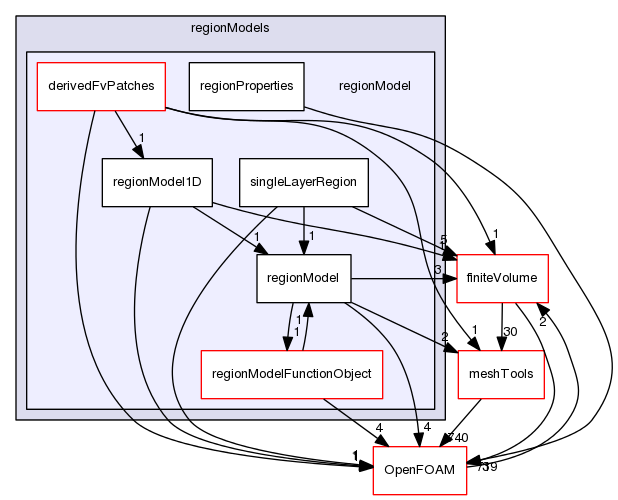 regionModels
derivedFvPatches
regionProperties
regionModel
1
regionModel1D
singleLayerRegion
1
1
1
5
regionModel
3
finiteVolume
1
1
2
1
30
2
regionModelFunctionObject
meshTools
4
4
740
1
OpenFOAM